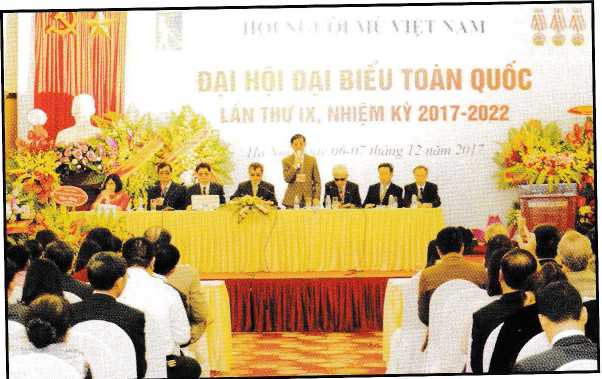 HỘI NGƯỜI MÙ VIỆT NAM
ĐẠI HỘI ĐẠI BIỂU TOÀN QUỐC
LẦN THỨ IX, NHIỆM KỲ 2017-2022
06-07 tháng 12 năm 2017